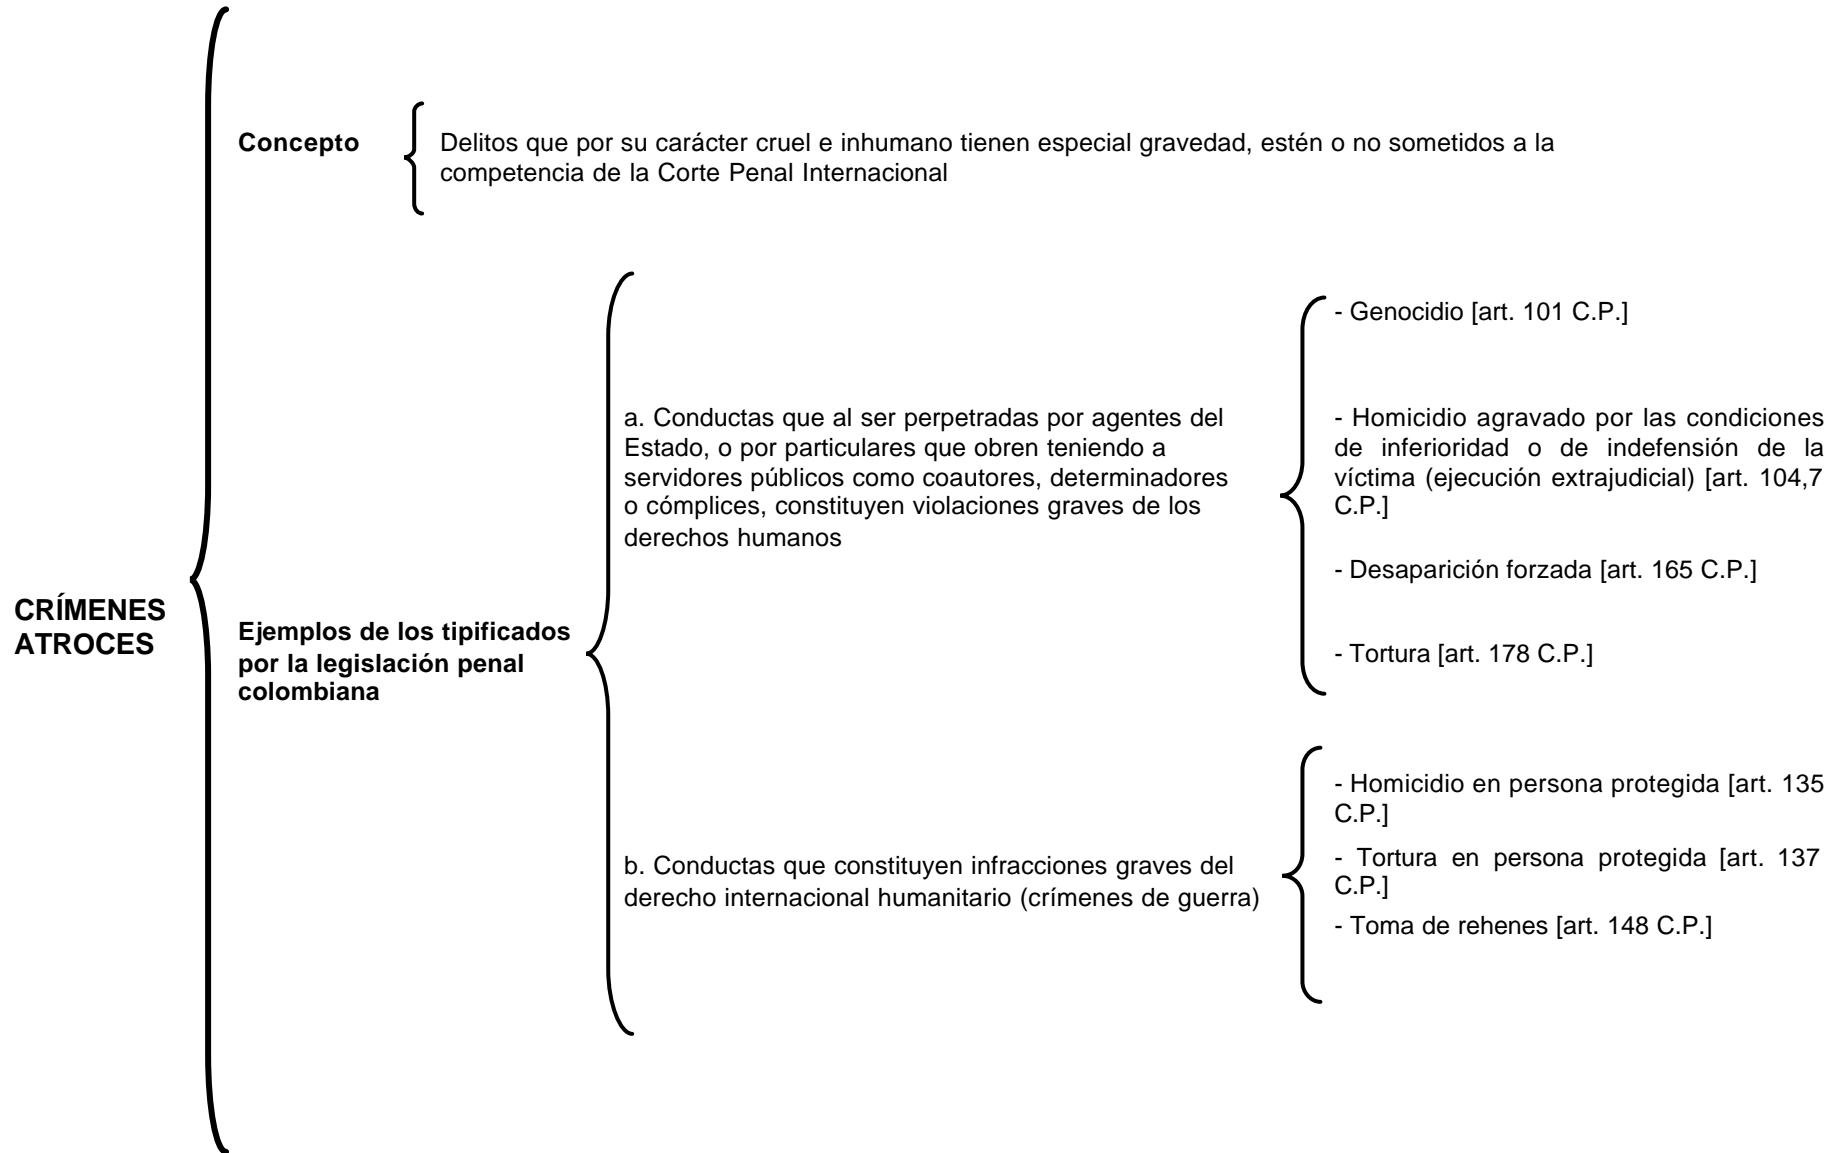 CRÍMENES
ATROCES
Concepto
Delitos que por su carácter cruel e inhumano tienen especial gravedad, estén o no sometidos a la
competencia de la Corte Penal Internacional
Ejemplos de los tipificados
por la legislación penal
colombiana
a. Conductas que al ser perpetradas por agentes del
Estado, o por particulares que obren teniendo a
servidores públicos como coautores, determinadores
o cómplices, constituyen violaciones graves de los
derechos humanos
- Genocidio [art. 101 C.P.]
- Homicidio agravado por las condiciones
de inferioridad o de indefensión de la
víctima (ejecución extrajudicial) [art. 104,7
C.P.]
- Desaparición forzada [art. 165 C.P.]
- Tortura [art. 178 C.P.]
b. Conductas que constituyen infracciones graves del
derecho internacional humanitario (crímenes de guerra)
- Homicidio en persona protegida [art. 135
C.P.]
- Tortura en persona protegida [art. 137
C.P.]
- Toma de rehenes [art. 148 C.P.]